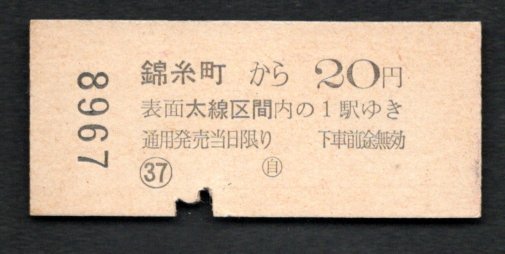 錦糸町 から 20円
表面太線区間内の1駅ゆき
通用発売当日限り 下車前途無効
㊲ ㊐
8967